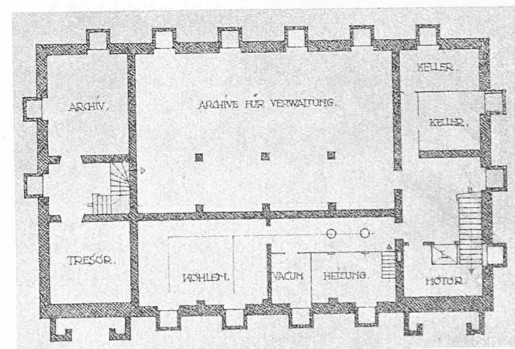 KELLER.
ARCHIV.
ARCHIVE FÜR VERWALTUNG.
KELLER.
TRESOR.
KOHLEN.
VACUM
HEIZUNG.
MOTOR.